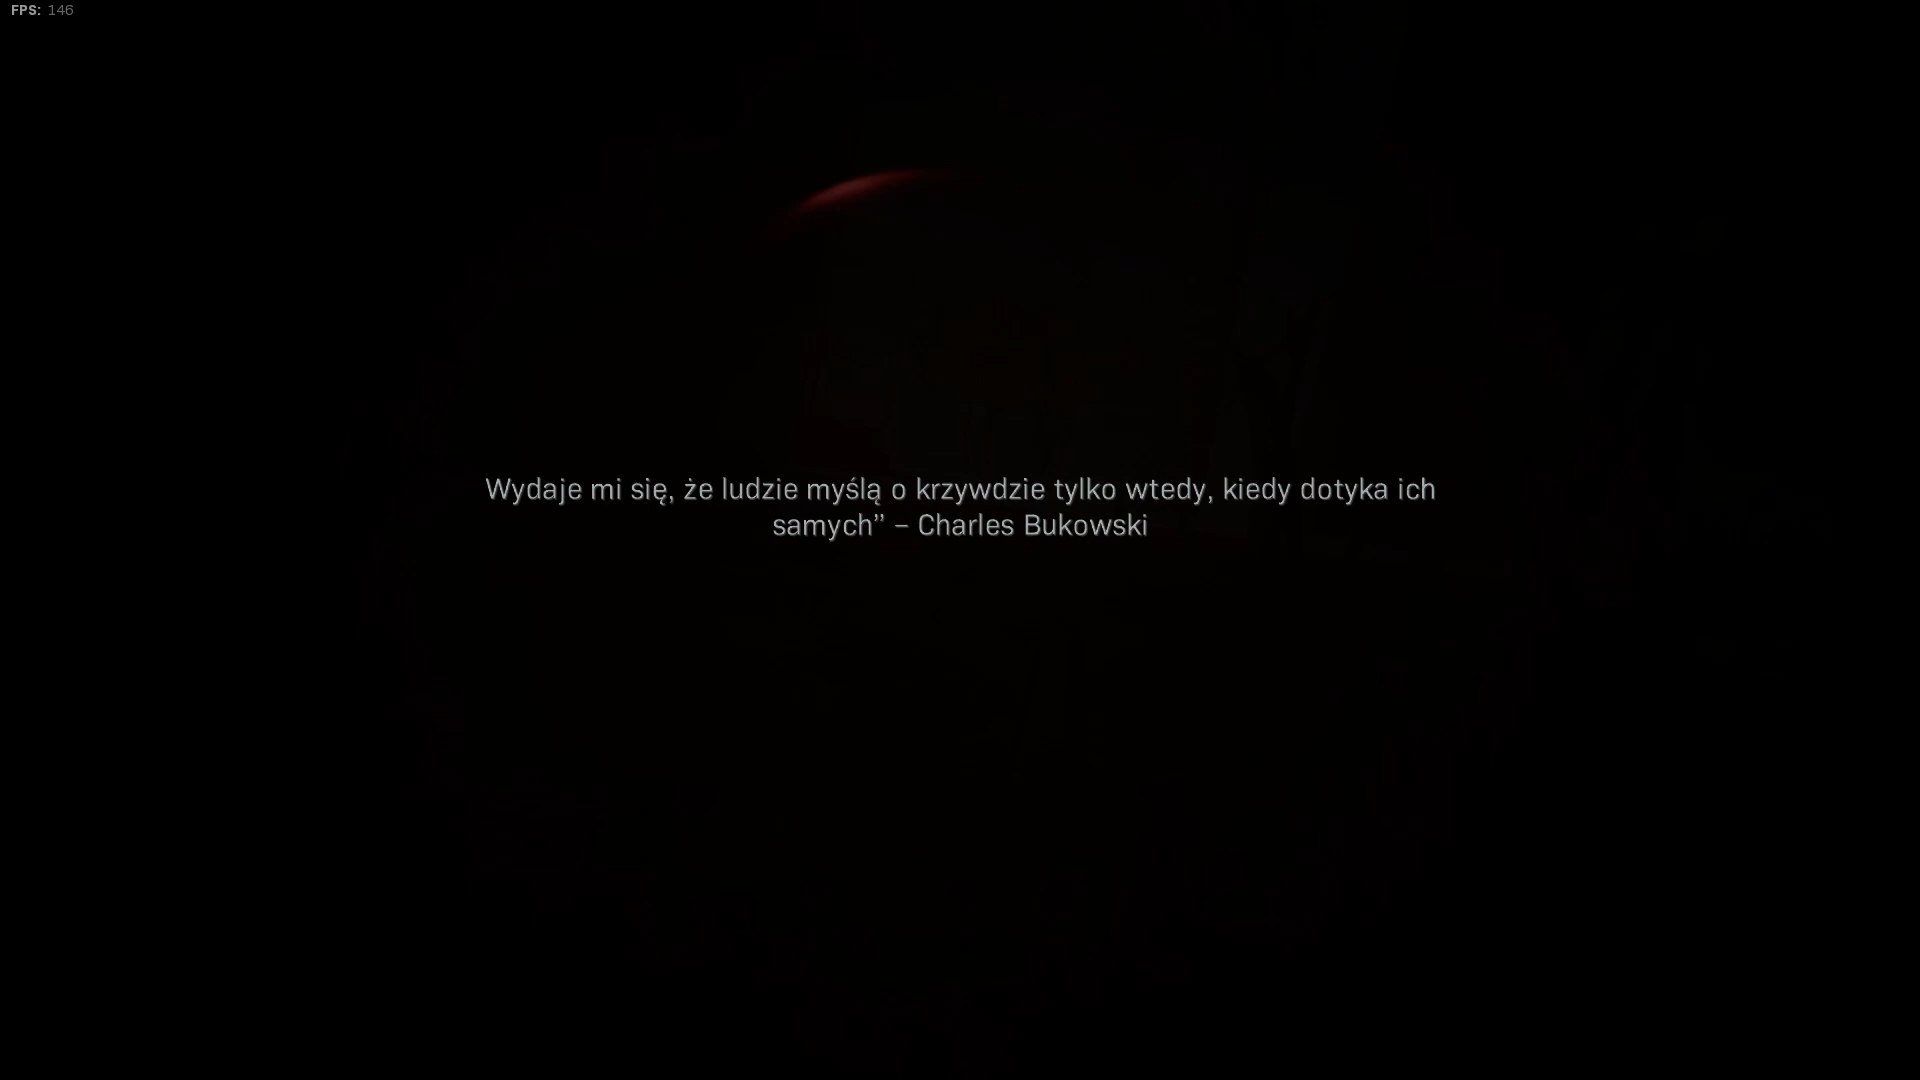 FPS: 146
Wydaje mi się, że ludzie myślą o krzywdzie tylko wtedy, kiedy dotyka ich
samych” – Charles Bukowski